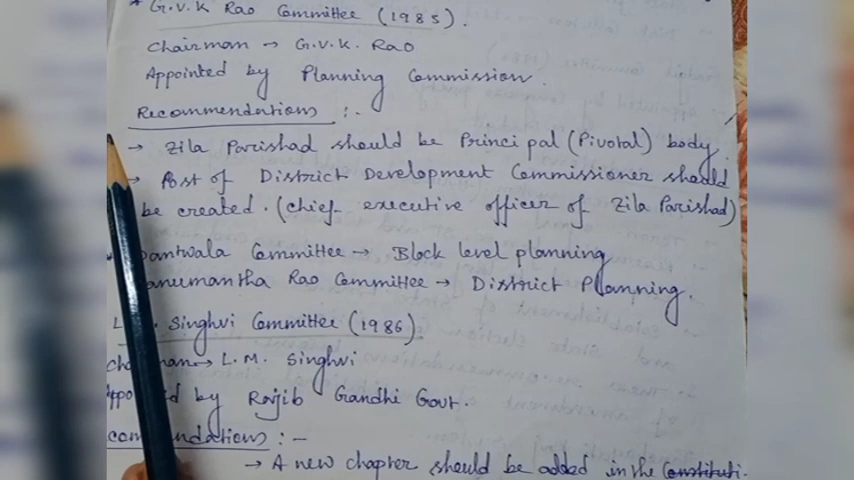 * G.V.K Rao Committee (1985).
Chairman → G.V.K. Rao
Appointed by Planning Commission.
Recommendations :-
→ Zila Parishad should be Principal (Pivotal) body
→ Post of District Development Commissioner should
be created. (chief executive officer of Zila Parishad)
Committee → Block level planning
Rao Committee → District Planning.
Singhvi Committee (1986)
→ L.M. Singhvi
by Rajib Gandhi Govt.
:-
→ A new chapter should be added in the